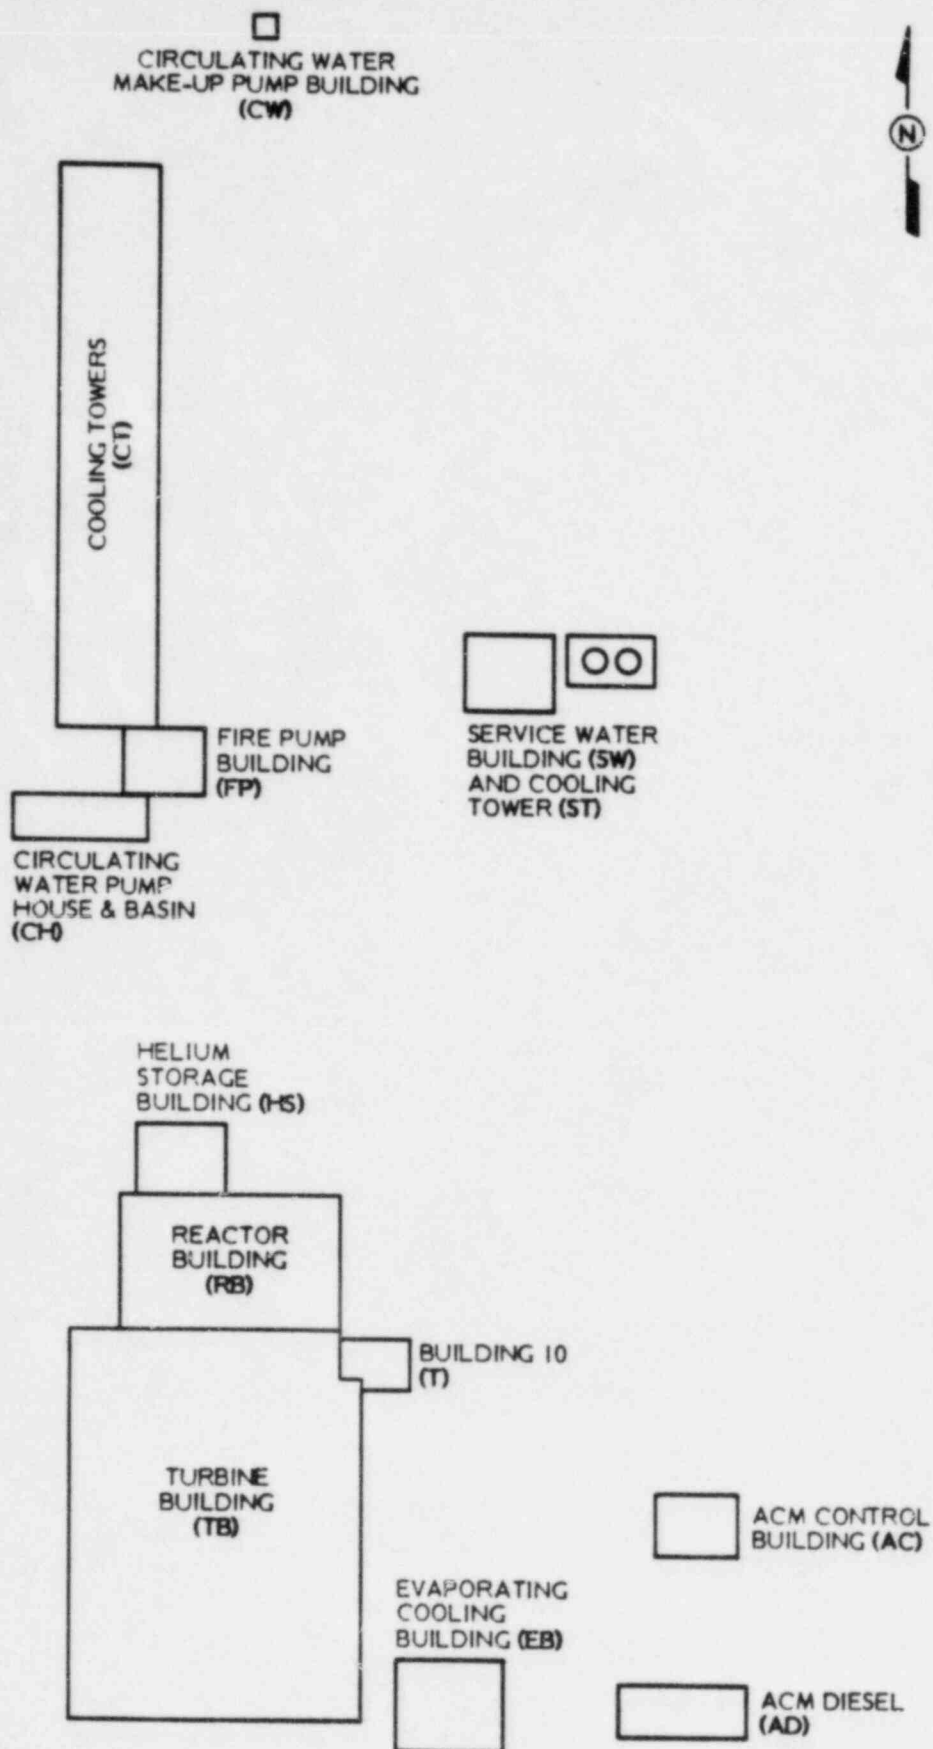 CIRCULATING WATER
MAKE-UP PUMP BUILDING
(CW)
N
COOLING TOWERS
(CT)
FIRE PUMP
BUILDING
(FP)
SERVICE WATER
BUILDING (SW)
AND COOLING
TOWER (ST)
CIRCULATING
WATER PUMP
HOUSE & BASIN
(CH)
HELIUM
STORAGE
BUILDING (HS)
REACTOR
BUILDING
(RB)
BUILDING 10
(T)
TURBINE
BUILDING
(TB)
ACM CONTROL
BUILDING (AC)
EVAPORATING
COOLING
BUILDING (EB)
ACM DIESEL
(AD)